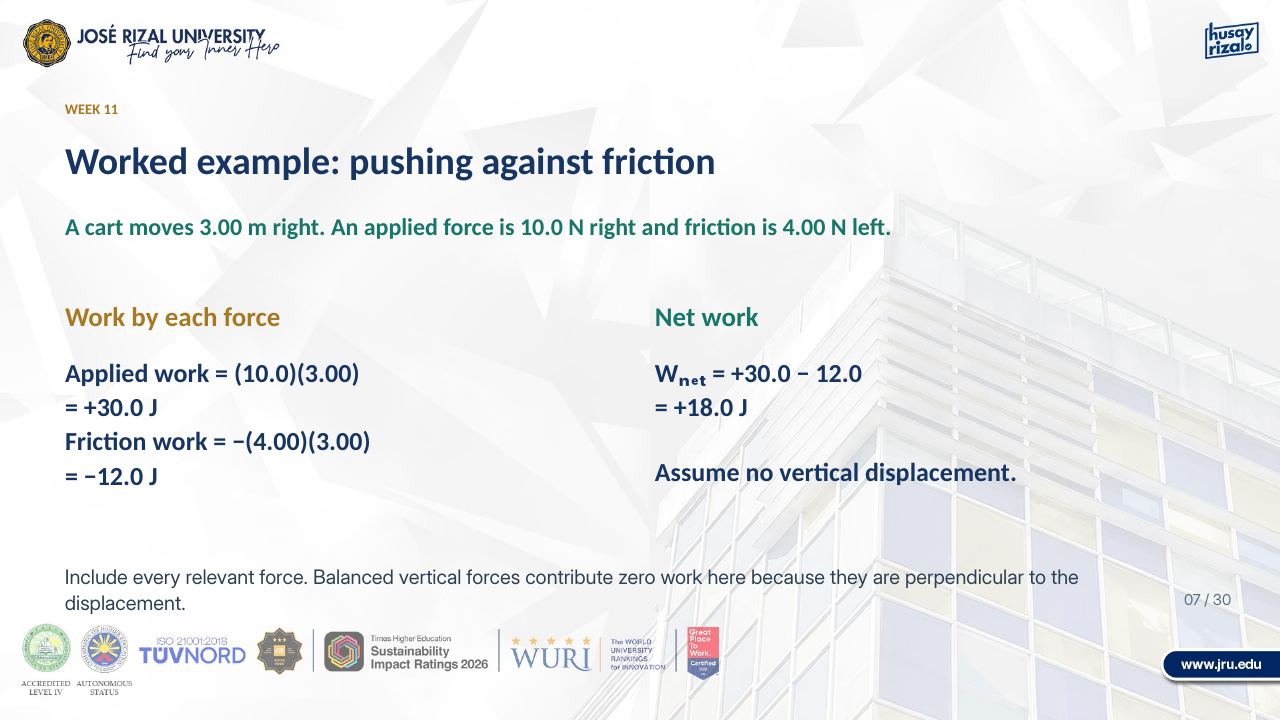 JOSÉ RIZAL UNIVERSITY
Find your Inner Hero
husay
rizal
WEEK 11
Worked example: pushing against friction
A cart moves 3.00 m right. An applied force is 10.0 N right and friction is 4.00 N left.
Work by each force
Applied work = (10.0)(3.00)
= +30.0 J
Friction work = −(4.00)(3.00)
= −12.0 J
Net work
Wₙₑₜ = +30.0 − 12.0
= +18.0 J
Assume no vertical displacement.
Include every relevant force. Balanced vertical forces contribute zero work here because they are perpendicular to the
displacement.
07 / 30
ACCREDITED
LEVEL IV
AUTONOMOUS
STATUS
ISO 21001:2018
TÜVNORD
Times Higher Education
Sustainability
Impact Ratings 2026
WURI
The WORLD
UNIVERSITY
RANKINGS
for INNOVATION
Great
Place
To
Work.
Certified
www.jru.edu